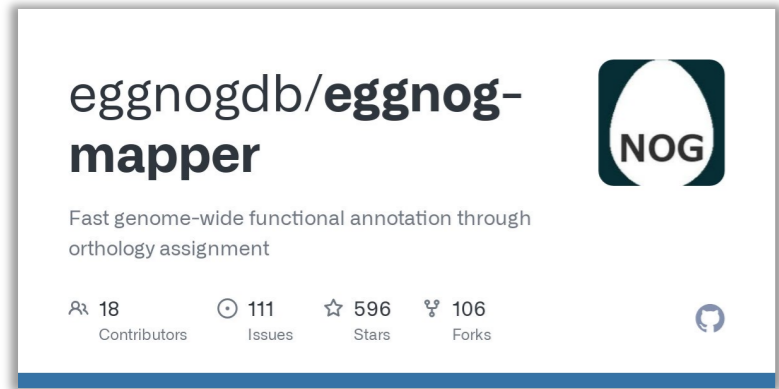 eggnogdb/eggnog-
mapper
NOG
Fast genome-wide functional annotation through
orthology assignment
18
Contributors
111
Issues
596
Stars
106
Forks